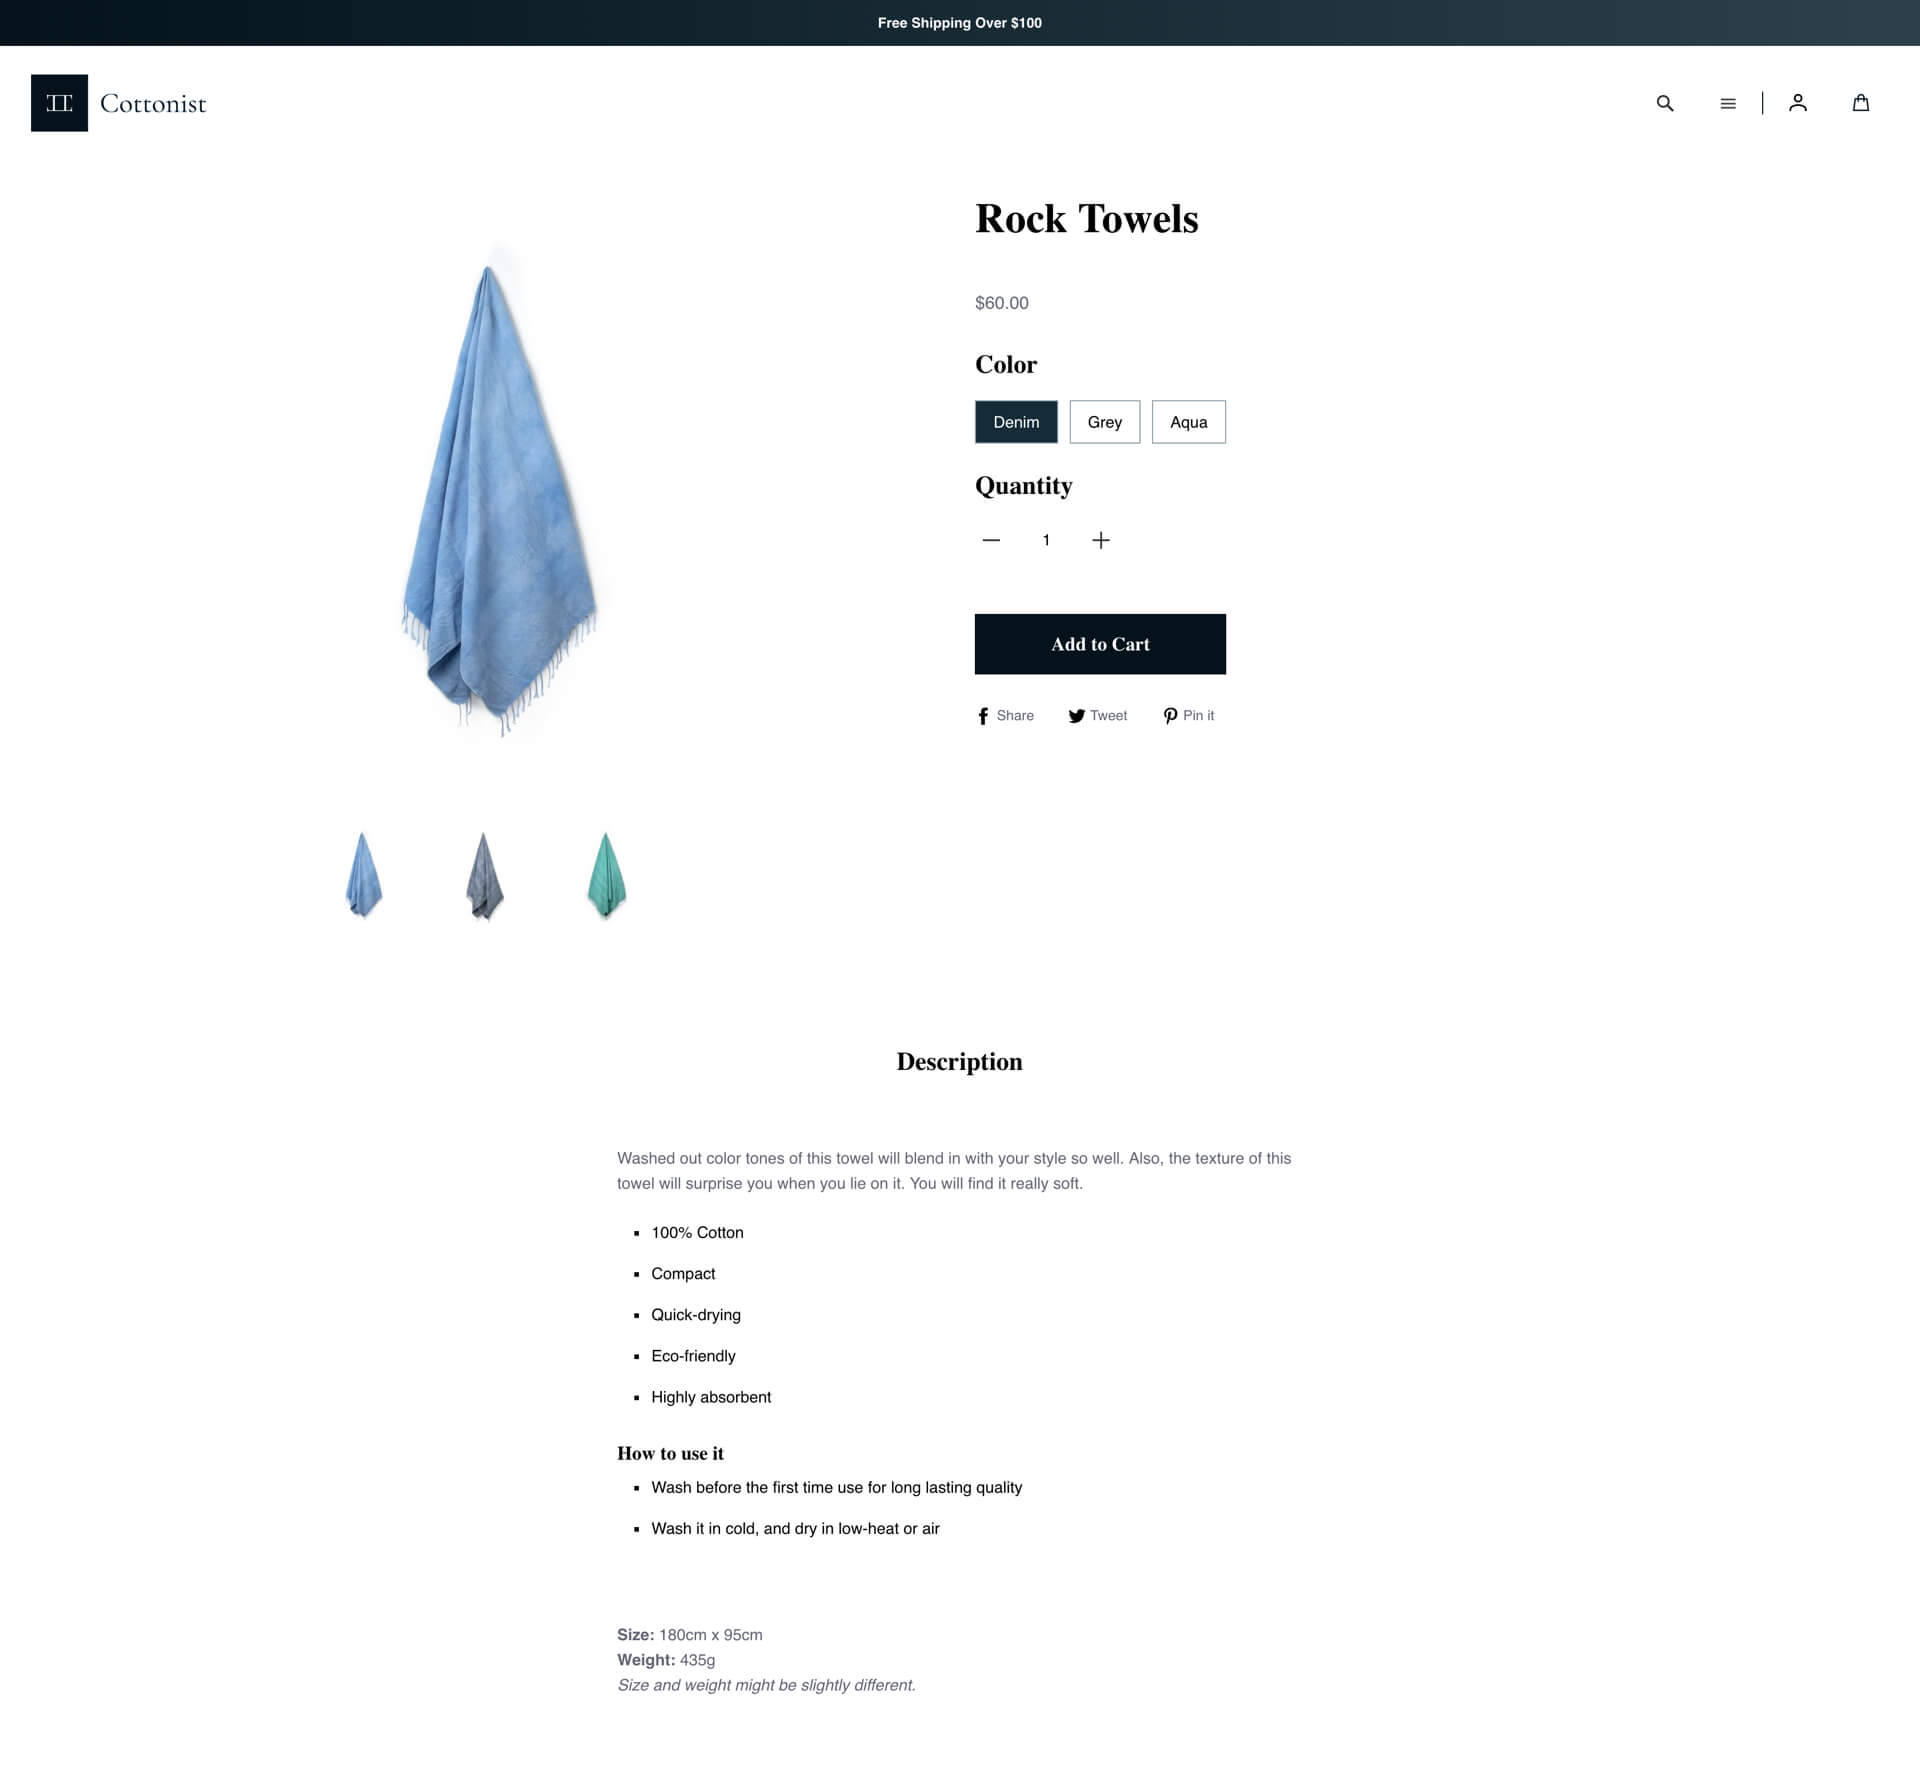 Free Shipping Over $100
Cottonist
Rock Towels
$60.00
Color
Denim Grey Aqua
Quantity
1
Add to Cart
Share Tweet Pin it
Description
Washed out color tones of this towel will blend in with your style so well. Also, the texture of this
towel will surprise you when you lie on it. You will find it really soft.
100% Cotton
Compact
Quick-drying
Eco-friendly
Highly absorbent
How to use it
Wash before the first time use for long lasting quality
Wash it in cold, and dry in low-heat or air
Size: 180cm x 95cm
Weight: 435g
Size and weight might be slightly different.